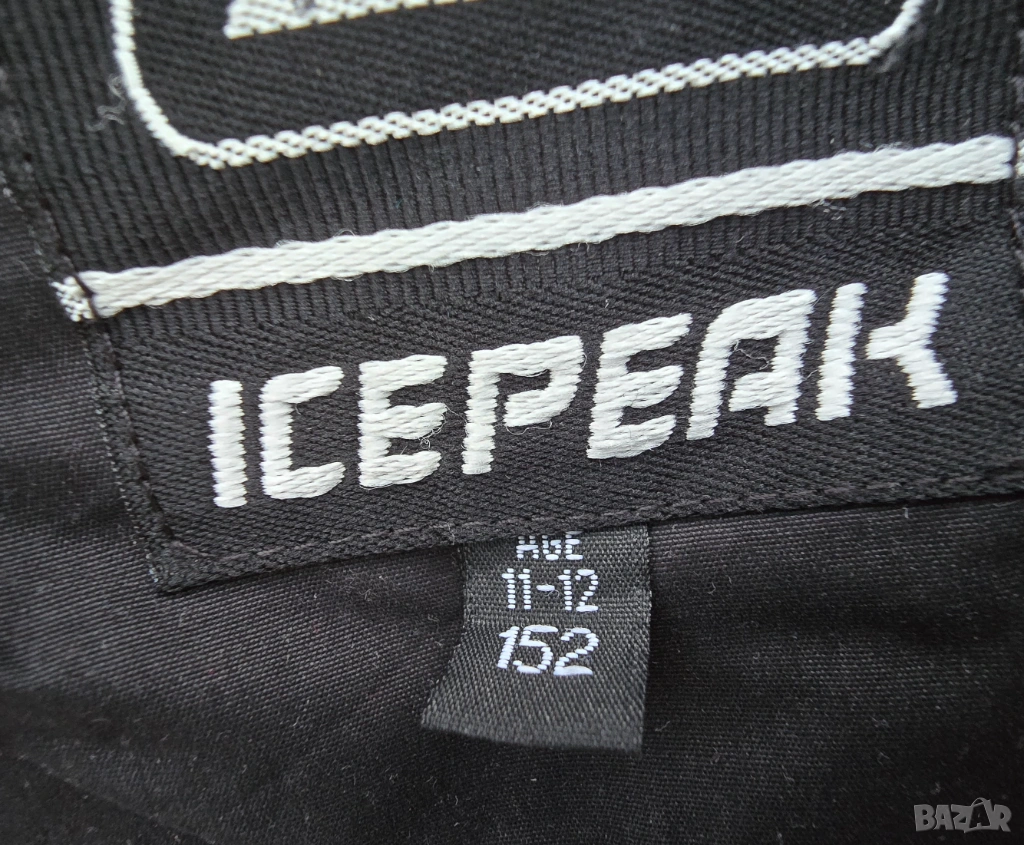 ICEPEAK
AGE
11-12
152
BAZAR